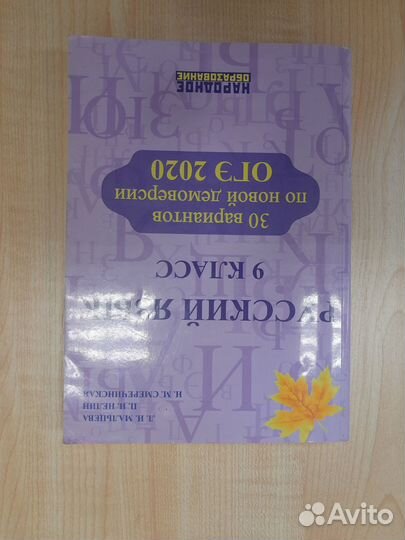 Л. И. МАЛЬЦЕВА
П. И. НЕЛИН
Н. М. СМЕРЕЧИНСКАЯ
РУССКИЙ ЯЗЫК
9 КЛАСС
30 вариантов
по новой демоверсии
ОГЭ 2020
НАРОДНОЕ
ОБРАЗОВАНИЕ
Avito